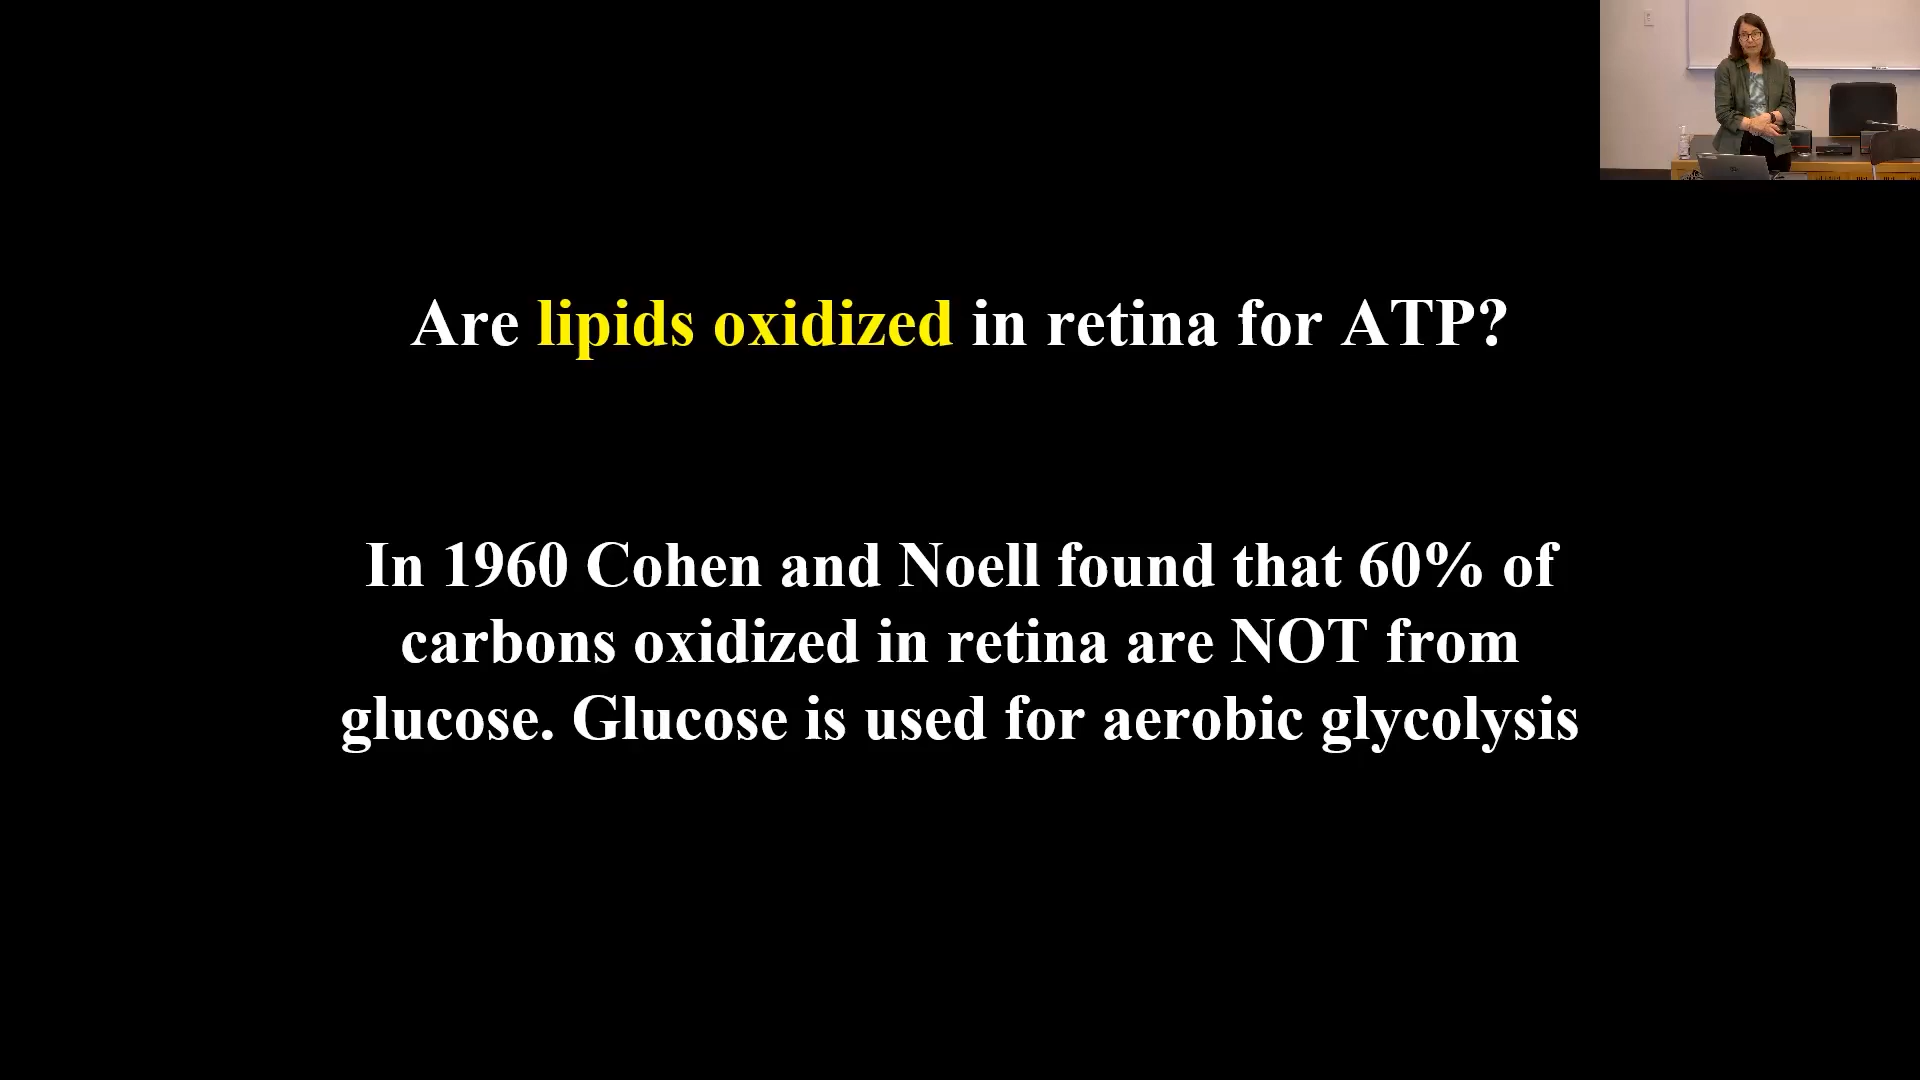 Are lipids oxidized in retina for ATP?
In 1960 Cohen and Noell found that 60% of
carbons oxidized in retina are NOT from
glucose. Glucose is used for aerobic glycolysis